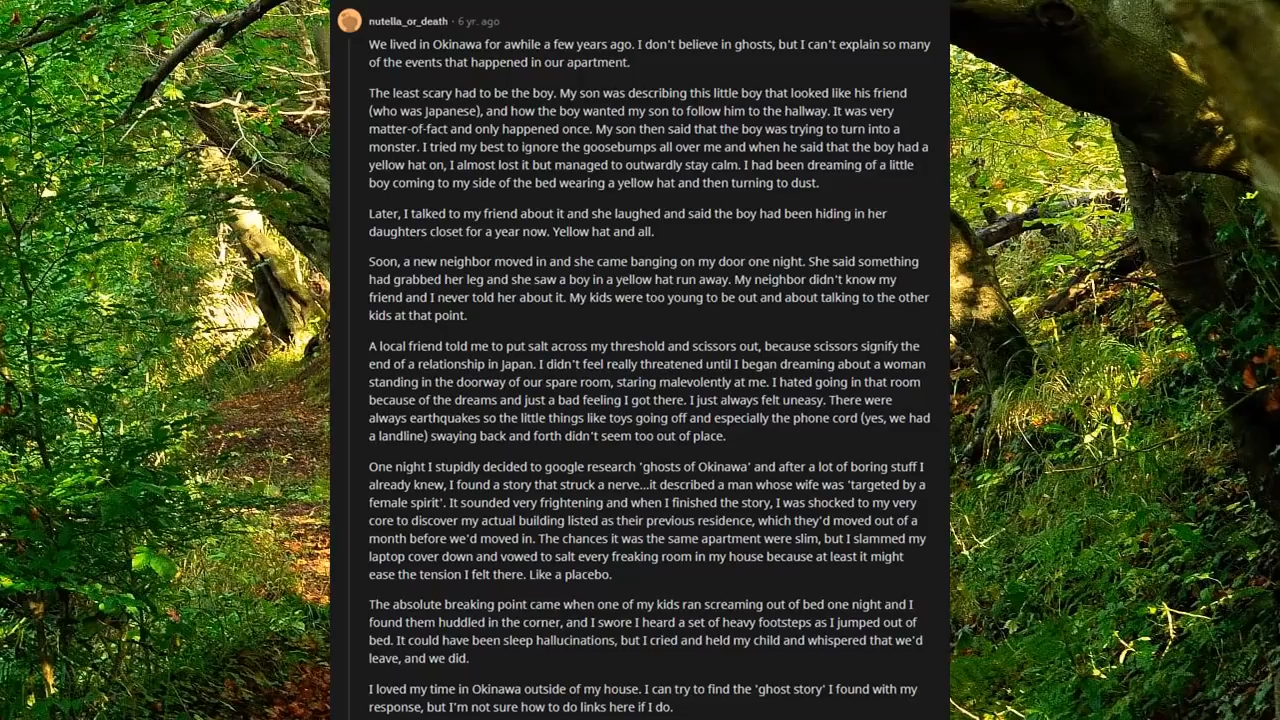 nutella_or_death · 6 yr. ago
We lived in Okinawa for awhile a few years ago. I don't believe in ghosts, but I can't explain so many
of the events that happened in our apartment.
The least scary had to be the boy. My son was describing this little boy that looked like his friend
(who was Japanese), and how the boy wanted my son to follow him to the hallway. It was very
matter-of-fact and only happened once. My son then said that the boy was trying to turn into a
monster. I tried my best to ignore the goosebumps all over me and when he said that the boy had a
yellow hat on, I almost lost it but managed to outwardly stay calm. I had been dreaming of a little
boy coming to my side of the bed wearing a yellow hat and then turning to dust.
Later, I talked to my friend about it and she laughed and said the boy had been hiding in her
daughters closet for a year now. Yellow hat and all.
Soon, a new neighbor moved in and she came banging on my door one night. She said something
had grabbed her leg and she saw a boy in a yellow hat run away. My neighbor didn't know my
friend and I never told her about it. My kids were too young to be out and about talking to the other
kids at that point.
A local friend told me to put salt across my threshold and scissors out, because scissors signify the
end of a relationship in Japan. I didn't feel really threatened until I began dreaming about a woman
standing in the doorway of our spare room, staring malevolently at me. I hated going in that room
because of the dreams and just a bad feeling I got there. I just always felt uneasy. There were
always earthquakes so the little things like toys going off and especially the phone cord (yes, we had
a landline) swaying back and forth didn't seem too out of place.
One night I stupidly decided to google research 'ghosts of Okinawa' and after a lot of boring stuff I
already knew, I found a story that struck a nerve...it described a man whose wife was 'targeted by a
female spirit'. It sounded very frightening and when I finished the story, I was shocked to my very
core to discover my actual building listed as their previous residence, which they'd moved out of a
month before we'd moved in. The chances it was the same apartment were slim, but I slammed my
laptop cover down and vowed to salt every freaking room in my house because at least it might
ease the tension I felt there. Like a placebo.
The absolute breaking point came when one of my kids ran screaming out of bed one night and I
found them huddled in the corner, and I swore I heard a set of heavy footsteps as I jumped out of
bed. It could have been sleep hallucinations, but I cried and held my child and whispered that we'd
leave, and we did.
I loved my time in Okinawa outside of my house. I can try to find the 'ghost story' I found with my
response, but I'm not sure how to do links here if I do.